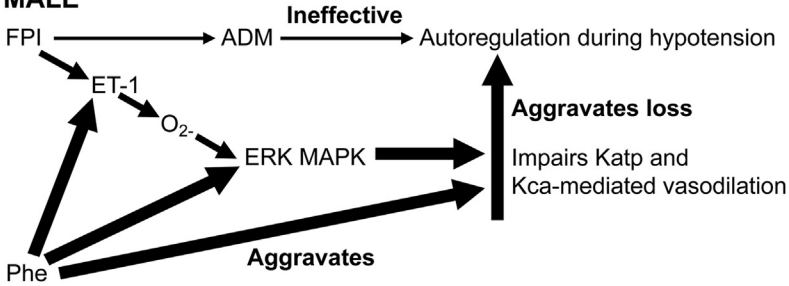 MALE
Ineffective
FPI ADM Autoregulation during hypotension
ET-1
Aggravates loss
O2-
ERK MAPK
Impairs Katp and
Kca-mediated vasodilation
Aggravates
Phe